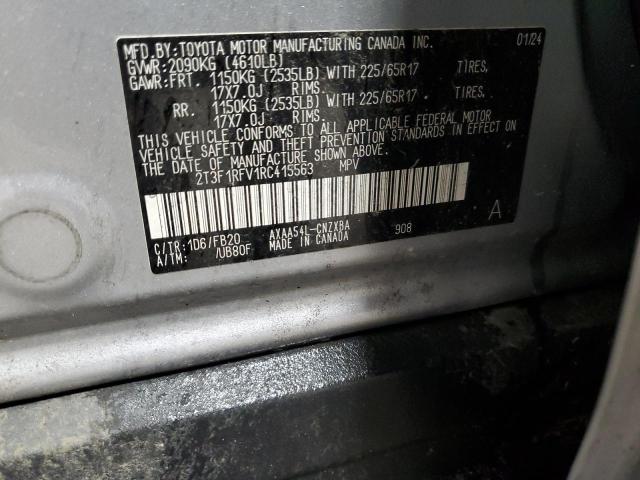 MFD.BY:TOYOTA MOTOR MANUFACTURING CANADA INC. 01/24
GVWR:2090KG (4610LB)
GAWR:FRT. 1150KG (2535LB) WITH 225/65R17 TIRES,
17X7.0J RIMS.
RR. 1150KG (2535LB) WITH 225/65R17 TIRES,
17X7.0J RIMS.
THIS VEHICLE CONFORMS TO ALL APPLICABLE FEDERAL MOTOR
VEHICLE SAFETY AND THEFT PREVENTION STANDARDS IN EFFECT ON
THE DATE OF MANUFACTURE SHOWN ABOVE.
2T3F1RFV1RC415563 MPV
A
C/TR:1D6/FB20 AXAA54L-CNZXBA 908
A/TM: /UB80F MADE IN CANADA